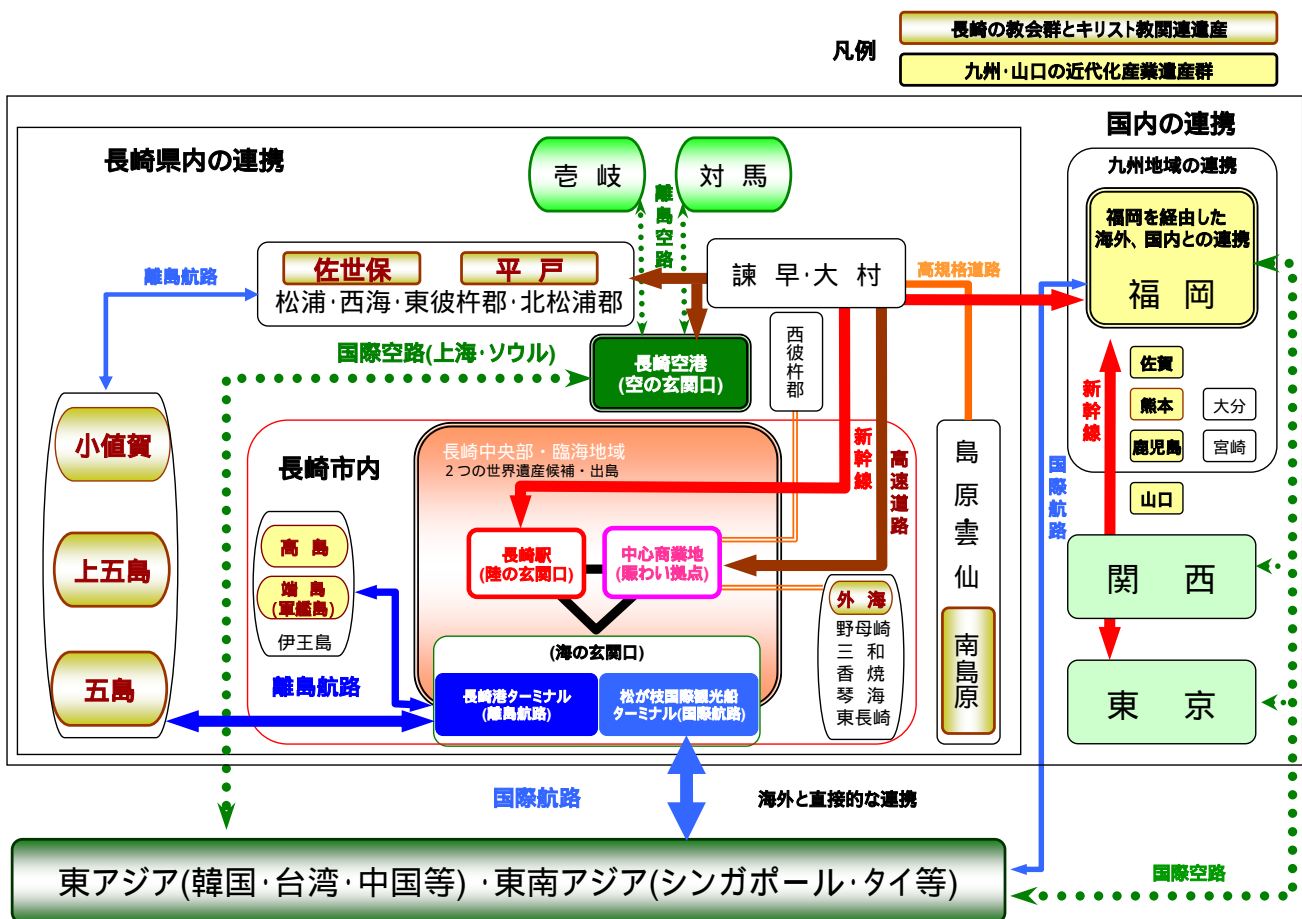 凡例
長崎の教会群とキリスト教関連遺産
九州・山口の近代化産業遺産群
長崎県内の連携
国内の連携
九州地域の連携
壱岐
対馬
離島空路
福岡を経由した
海外、国内との連携
福岡
佐世保
平戸
松浦・西海・東彼杵郡・北松浦郡
諫早・大村
高規格道路
離島航路
国際空路(上海・ソウル)
長崎空港
(空の玄関口)
西彼杵郡
佐賀
熊本
大分
鹿児島
宮崎
山口
新幹線
国際航路
小値賀
上五島
五島
長崎市内
長崎中央部・臨海地域
２つの世界遺産候補・出島
新幹線
高速道路
島原雲仙
南島原
高島
端島
(軍艦島)
伊王島
離島航路
長崎駅
(陸の玄関口)
中心商業地
(賑わい拠点)
(海の玄関口)
長崎港ターミナル
(離島航路)
松が枝国際観光船
ターミナル(国際航路)
外海
野母崎
三和
香焼
琴海
東長崎
関西
東京
国際航路
海外と直接的な連携
国際空路
東アジア(韓国・台湾・中国等)・東南アジア(シンガポール・タイ等)